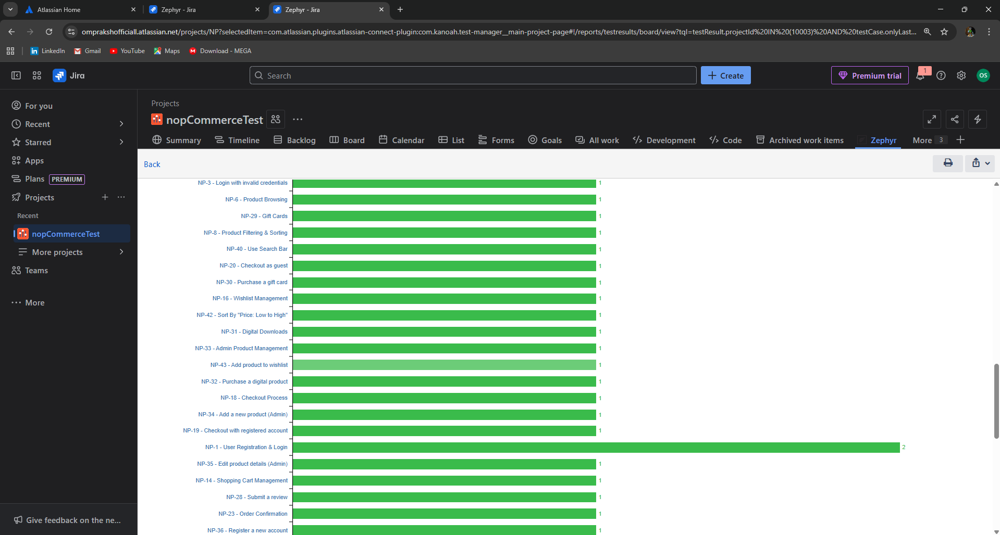 Atlassian Home
Zephyr - Jira
Zephyr - Jira
omprakshofficiall.atlassian.net/projects/NP?selectedItem=com.atlassian.plugins.atlassian-connect-plugin:com.kanoah.test-manager__main-project-page#!/reports/testresults/board/view?tql=testResult.projectId%20IN%20(10003)%20AND%20testCase.onlyLast...
LinkedIn
Gmail
YouTube
Maps
Download - MEGA
Jira
Search
Create
Premium trial
1
OS
For you
Recent
Starred
Apps
Plans PREMIUM
Projects
Recent
nopCommerceTest
More projects
Teams
More
Give feedback on the ne...
Projects
nopCommerceTest
Summary
Timeline
Backlog
Board
Calendar
List
Forms
Goals
All work
Development
Code
Archived work items
Zephyr
More 3
Back
NP-3 - Login with invalid credentials 1
NP-6 - Product Browsing 1
NP-29 - Gift Cards 1
NP-8 - Product Filtering & Sorting 1
NP-40 - Use Search Bar 1
NP-20 - Checkout as guest 1
NP-30 - Purchase a gift card 1
NP-16 - Wishlist Management 1
NP-42 - Sort By "Price: Low to High" 1
NP-31 - Digital Downloads 1
NP-33 - Admin Product Management 1
NP-43 - Add product to wishlist 1
NP-32 - Purchase a digital product 1
NP-18 - Checkout Process 1
NP-34 - Add a new product (Admin) 1
NP-19 - Checkout with registered account 1
NP-1 - User Registration & Login 2
NP-35 - Edit product details (Admin) 1
NP-14 - Shopping Cart Management 1
NP-28 - Submit a review 1
NP-23 - Order Confirmation 1
NP-36 - Register a new account 1